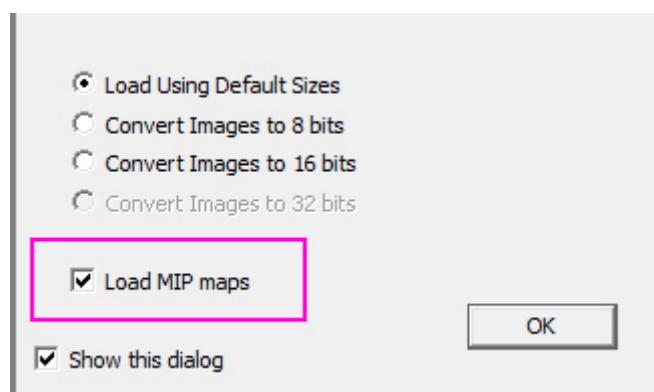 Load Using Default Sizes
Convert Images to 8 bits
Convert Images to 16 bits
Convert Images to 32 bits
Load MIP maps
OK
Show this dialog